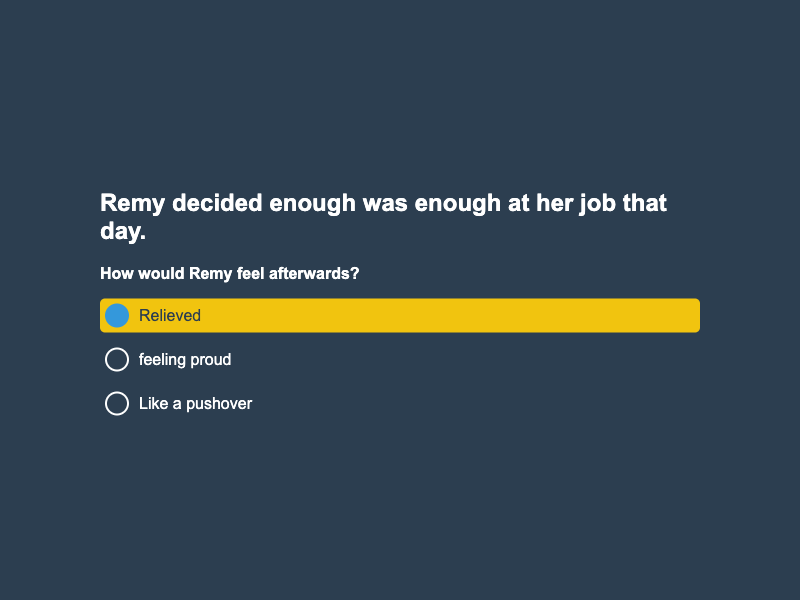 Remy decided enough was enough at her job that
day.
How would Remy feel afterwards?
Relieved
feeling proud
Like a pushover